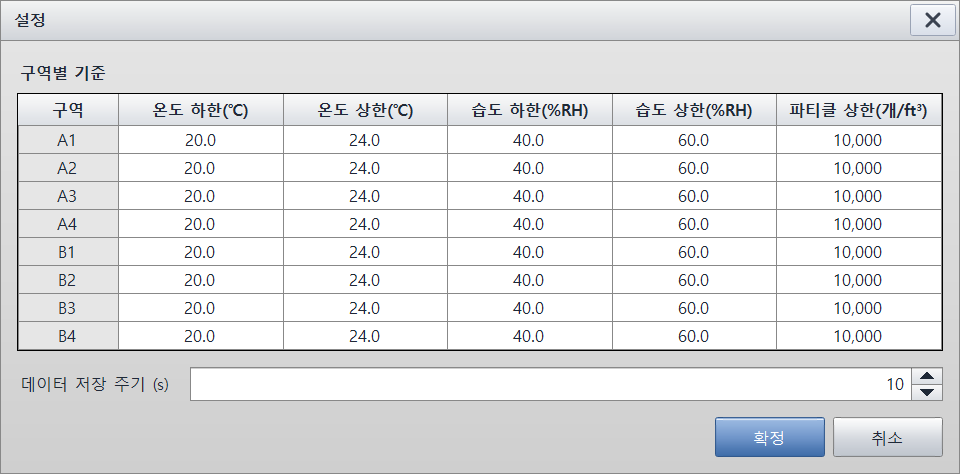 설정
구역별 기준
구역 온도 하한(℃) 온도 상한(℃) 습도 하한(%RH) 습도 상한(%RH) 파티클 상한(개/ft³)
A1 20.0 24.0 40.0 60.0 10,000
A2 20.0 24.0 40.0 60.0 10,000
A3 20.0 24.0 40.0 60.0 10,000
A4 20.0 24.0 40.0 60.0 10,000
B1 20.0 24.0 40.0 60.0 10,000
B2 20.0 24.0 40.0 60.0 10,000
B3 20.0 24.0 40.0 60.0 10,000
B4 20.0 24.0 40.0 60.0 10,000
데이터 저장 주기 (s) 10
확정 취소